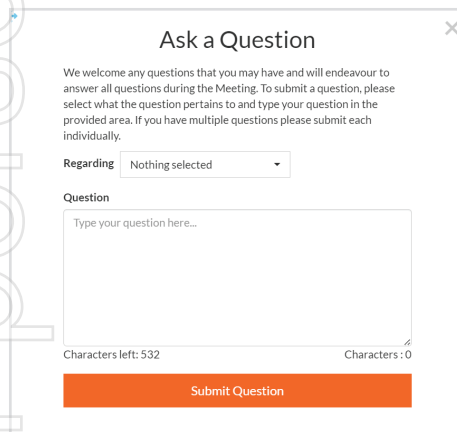 Ask a Question
We welcome any questions that you may have and will endeavour to
answer all questions during the Meeting. To submit a question, please
select what the question pertains to and type your question in the
provided area. If you have multiple questions please submit each
individually.
Regarding Nothing selected
Question
Type your question here...
Characters left: 532 Characters : 0
Submit Question